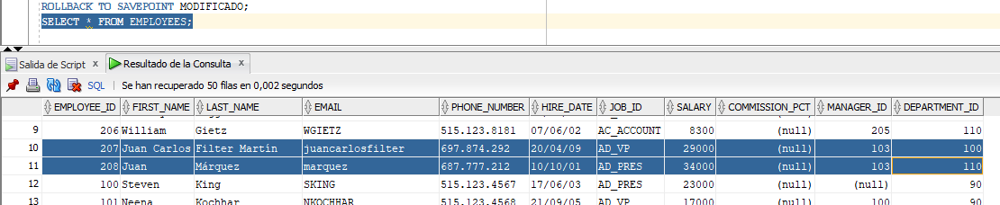 ROLLBACK TO SAVEPOINT MODIFICADO;
SELECT * FROM EMPLOYEES;
Salida de Script x Resultado de la Consulta x
SQL | Se han recuperado 50 filas en 0,002 segundos
EMPLOYEE_ID FIRST_NAME LAST_NAME EMAIL PHONE_NUMBER HIRE_DATE JOB_ID SALARY COMMISSION_PCT MANAGER_ID DEPARTMENT_ID
9 206 William Gietz WGIETZ 515.123.8181 07/06/02 AC_ACCOUNT 8300 (null) 205 110
10 207 Juan Carlos Filter Martín juancarlosfilter 697.874.292 20/04/09 AD_VP 29000 (null) 103 100
11 208 Juan Márquez marquez 687.777.212 10/10/01 AD_PRES 34000 (null) 103 110
12 100 Steven King SKING 515.123.4567 17/06/03 AD_PRES 23000 (null) (null) 90
13 101 Neena Kochhar NKOCHHAR 515.123.4568 21/09/05 AD_VP 17000 (null) 100 90